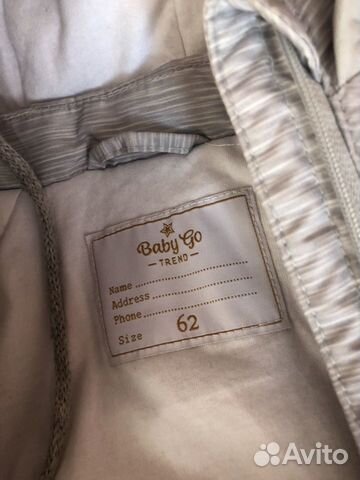 Baby Go
TREND
Name
Address
Phone
Size 62
Avito